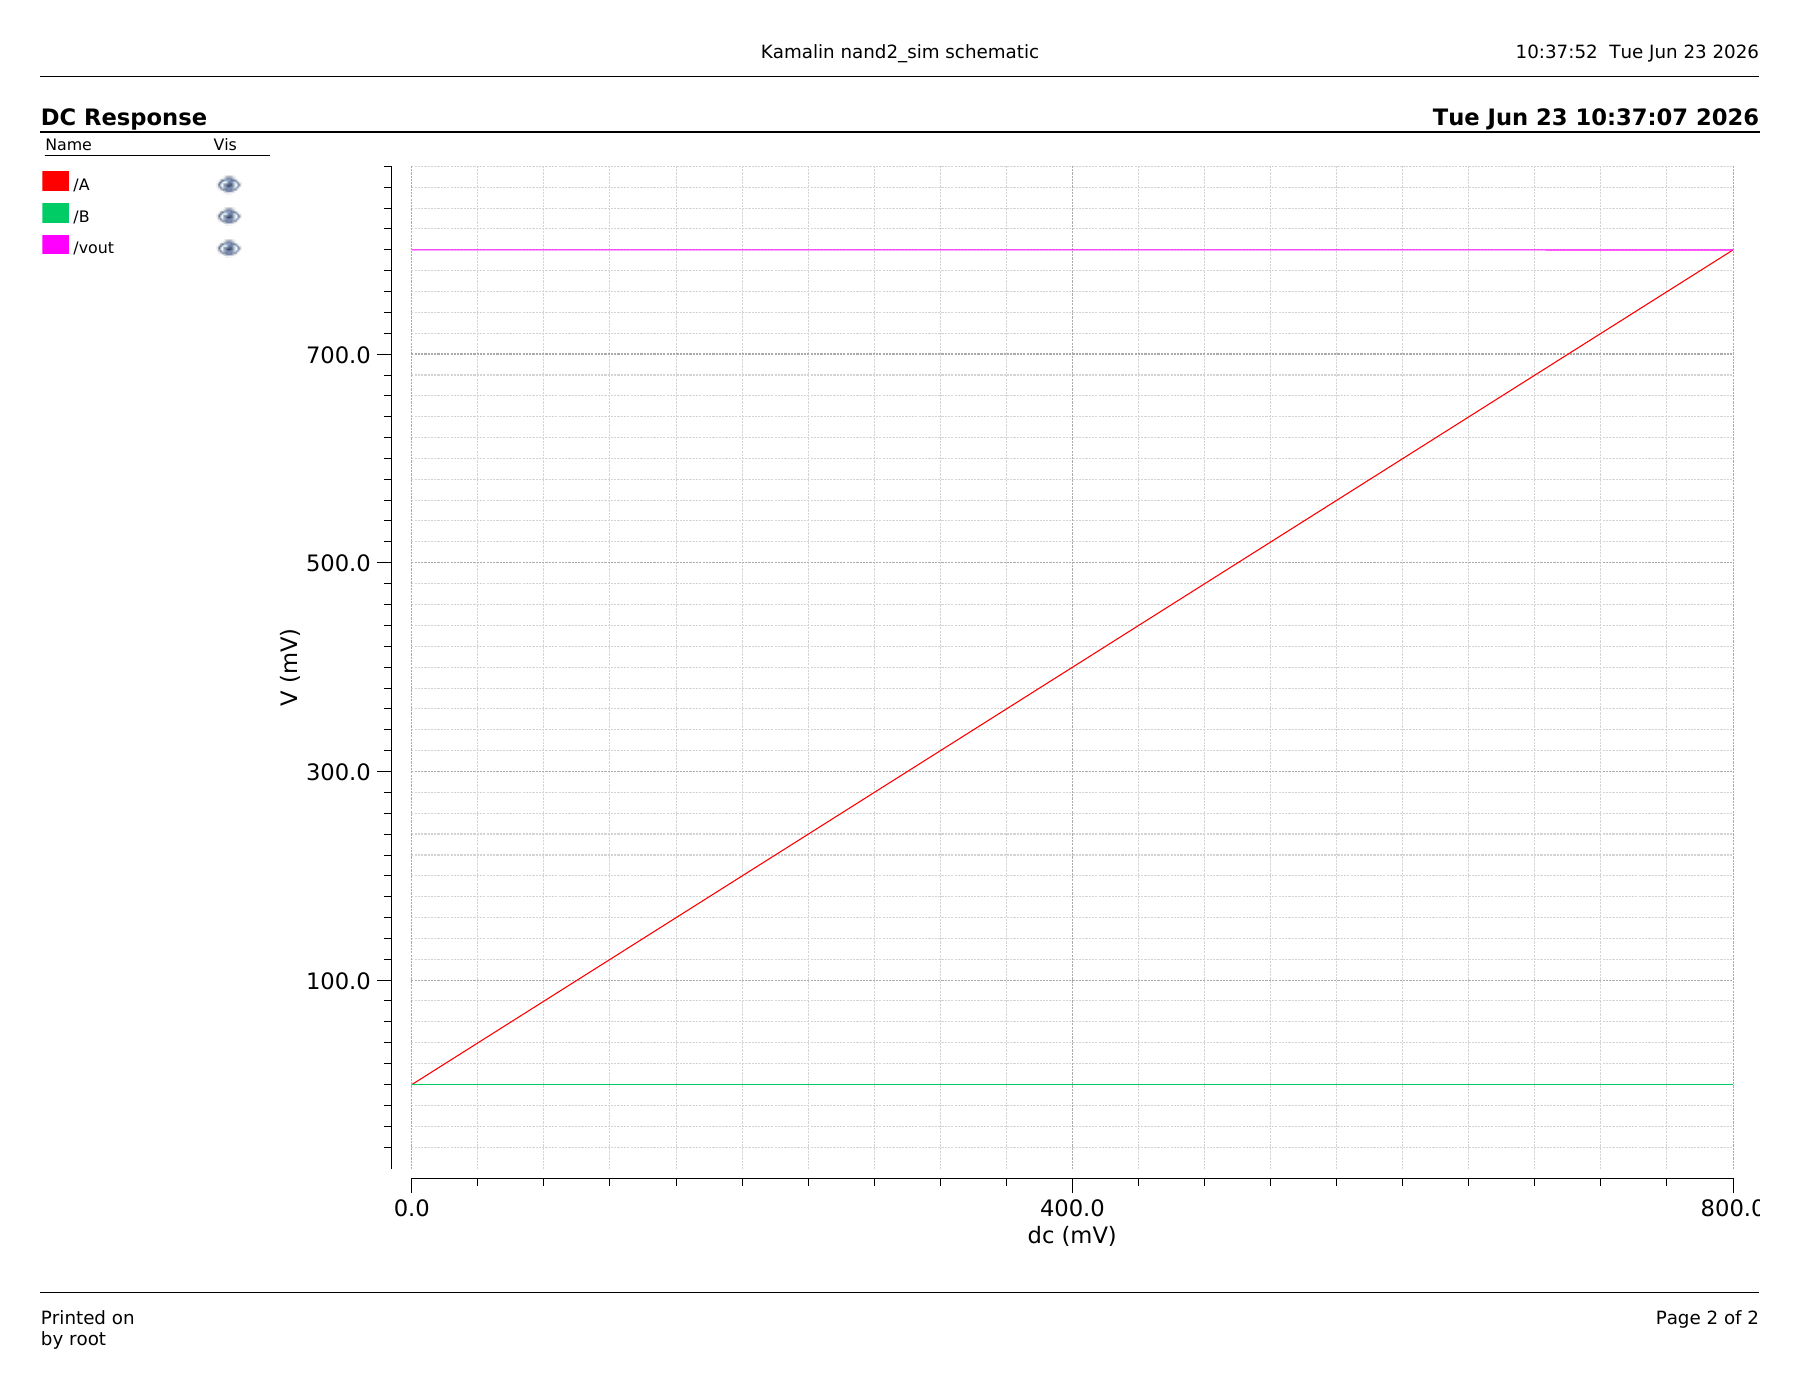 Kamalin nand2_sim schematic
10:37:52 Tue Jun 23 2026
DC Response
Tue Jun 23 10:37:07 2026
Name Vis
/A
/B
/vout
700.0
500.0
300.0
100.0
V (mV)
0.0 400.0 800.0
dc (mV)
Printed on
by root
Page 2 of 2